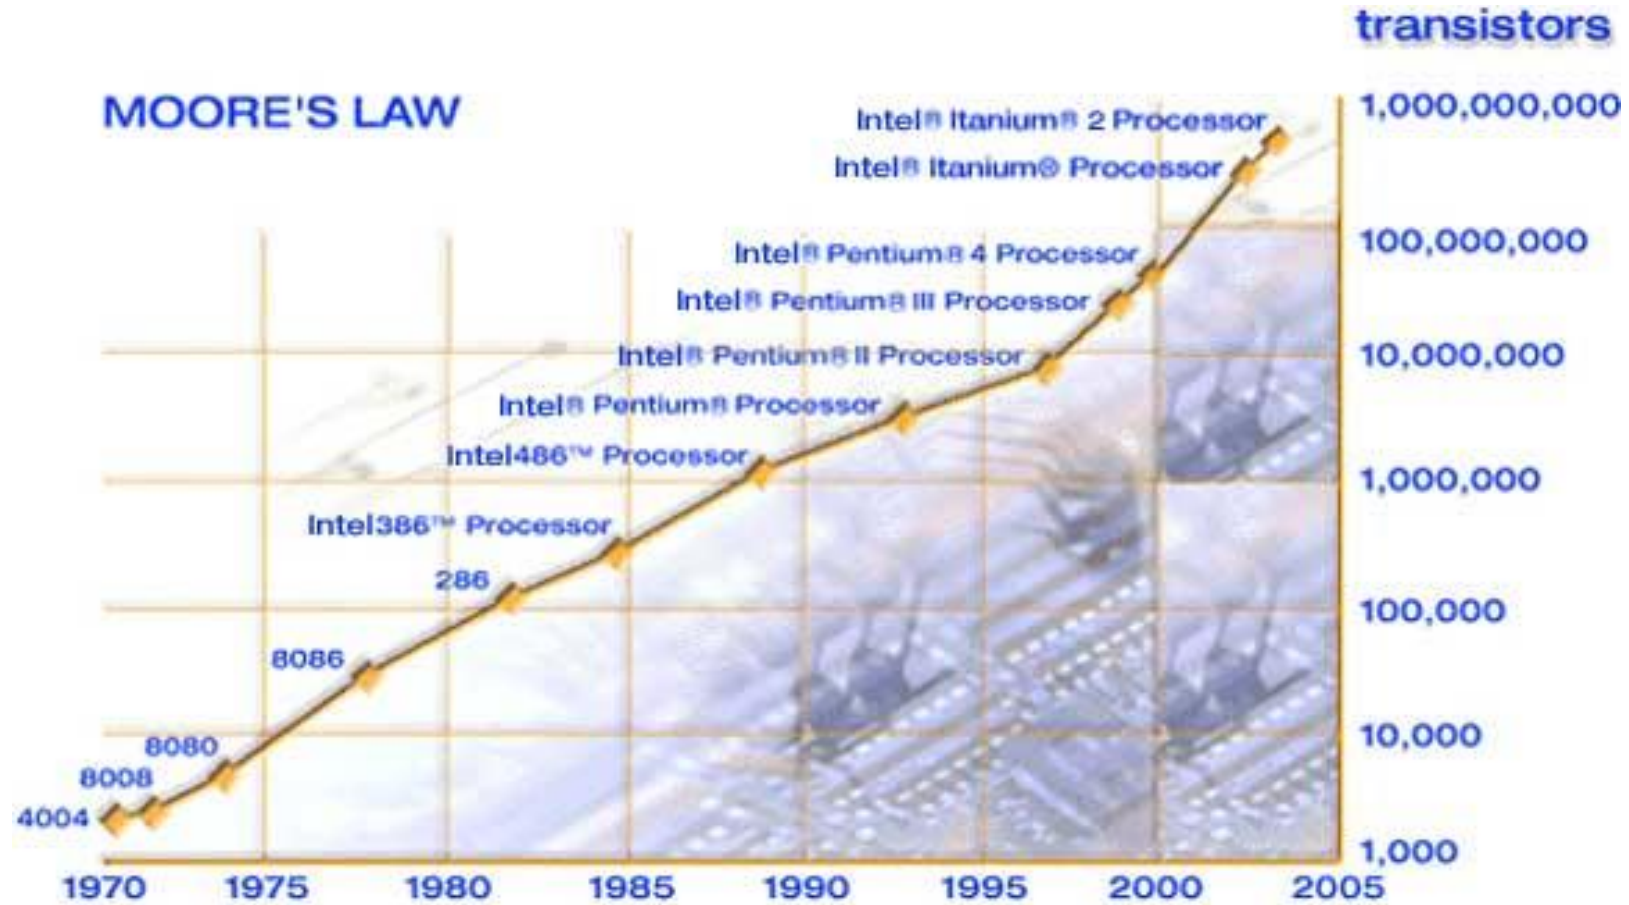 transistors
MOORE'S LAW
1,000,000,000
Intel® Itanium® 2 Processor
Intel® Itanium® Processor
100,000,000
Intel® Pentium® 4 Processor
Intel® Pentium® III Processor
10,000,000
Intel® Pentium® II Processor
Intel® Pentium® Processor
Intel486™ Processor
1,000,000
Intel386™ Processor
286
100,000
8086
10,000
8080
8008
4004
1,000
1970 1975 1980 1985 1990 1995 2000 2005